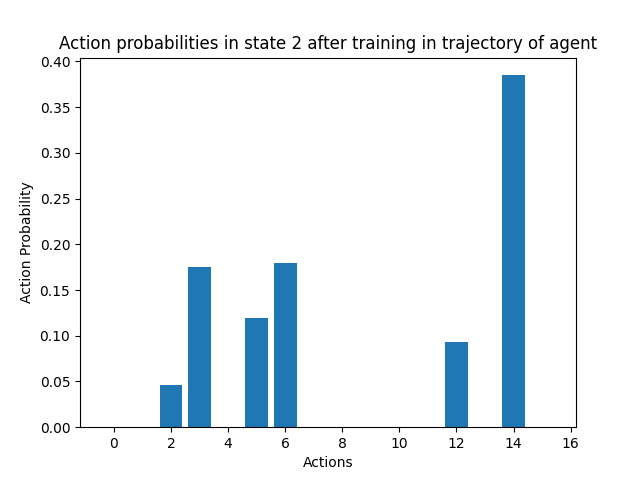 Action probabilities in state 2 after training in trajectory of agent
0.40
0.35
0.30
0.25
0.20
0.15
0.10
0.05
0.00
Action Probability
0 2 4 6 8 10 12 14 16
Actions